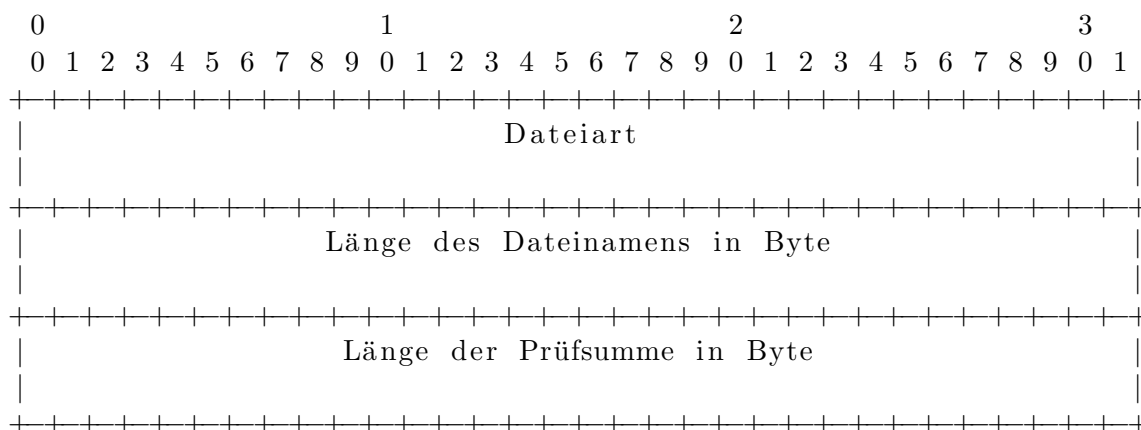 0 1 2 3
0 1 2 3 4 5 6 7 8 9 0 1 2 3 4 5 6 7 8 9 0 1 2 3 4 5 6 7 8 9 0 1
+-+-+-+-+-+-+-+-+-+-+-+-+-+-+-+-+-+-+-+-+-+-+-+-+-+-+-+-+-+-+-+-+
| Dateiart |
| |
+-+-+-+-+-+-+-+-+-+-+-+-+-+-+-+-+-+-+-+-+-+-+-+-+-+-+-+-+-+-+-+-+
| Länge des Dateinamens in Byte |
| |
+-+-+-+-+-+-+-+-+-+-+-+-+-+-+-+-+-+-+-+-+-+-+-+-+-+-+-+-+-+-+-+-+
| Länge der Prüfsumme in Byte |
| |
+-+-+-+-+-+-+-+-+-+-+-+-+-+-+-+-+-+-+-+-+-+-+-+-+-+-+-+-+-+-+-+-+